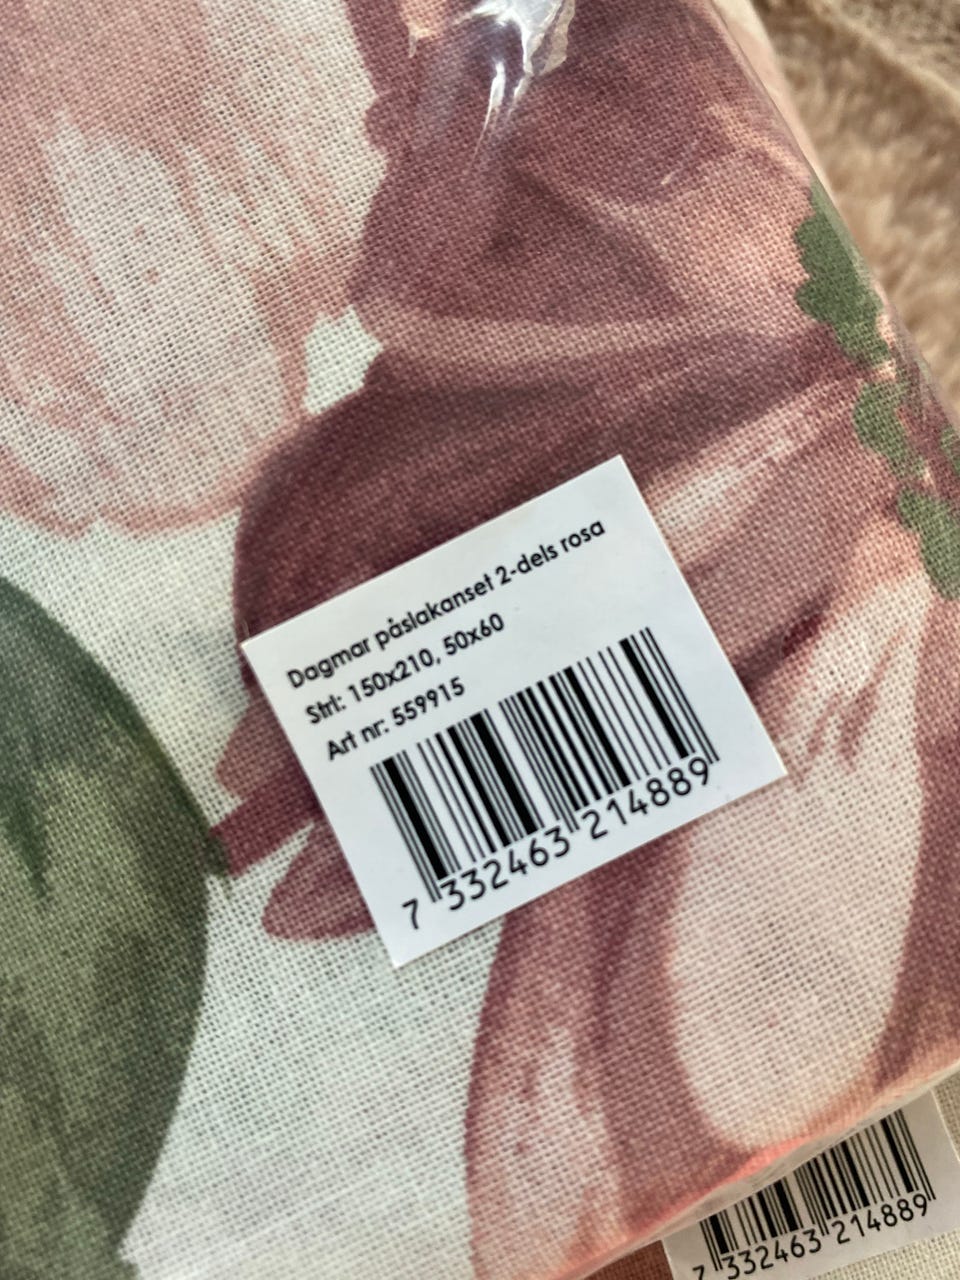 Dagmar påslakanset 2-dels rosa
Strl: 150x210, 50x60
Art nr: 559915
7 332463 214889
7 332463 214889